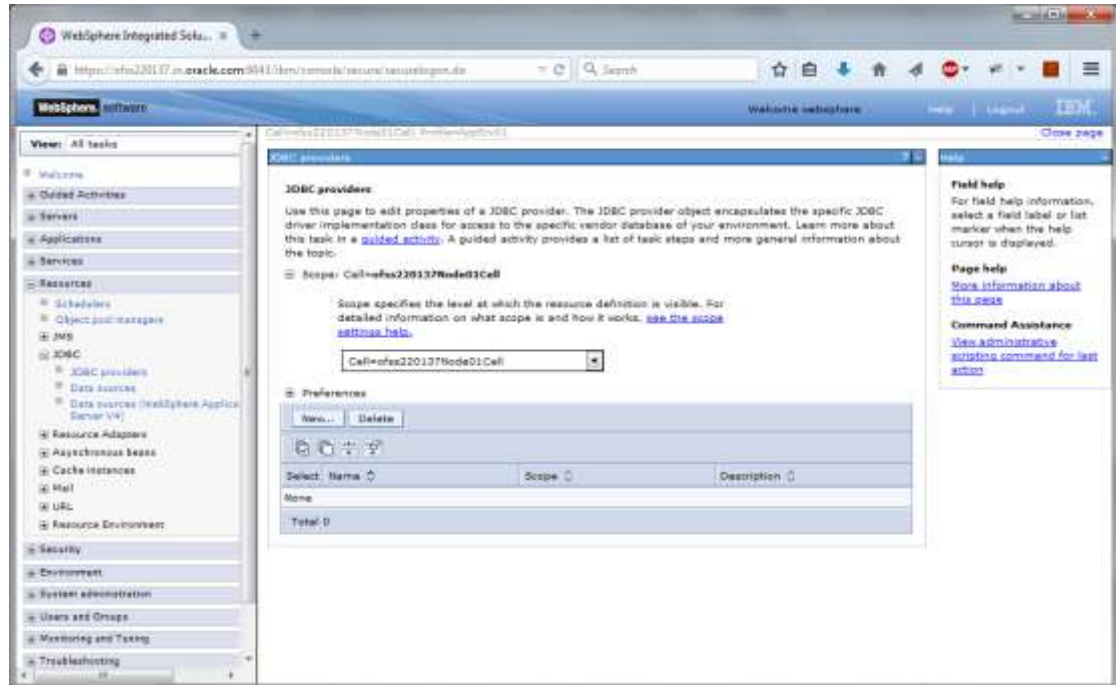 WebSphere Integrated Solu...
Search
WebSphere. software
Welcome websphere
Help | Logout
IBM.
View: All tasks
Welcome
Guided Activities
Servers
Applications
Services
Resources
Schedulers
Object pool managers
JMS
JDBC
JDBC providers
Data sources
Data sources (WebSphere Applica
Server V4)
Resource Adapters
Asynchronous beans
Cache instances
Mail
URL
Resource Environment
Security
Environment
System administration
Users and Groups
Monitoring and Tuning
Troubleshooting
Close page
JDBC providers
JDBC providers
Use this page to edit properties of a JDBC provider. The JDBC provider object encapsulates the specific JDBC
driver implementation class for access to the specific vendor database of your environment. Learn more about
this task in a guided activity. A guided activity provides a list of task steps and more general information about
the topic.
Scope: Cell=ofss220137Node01Cell
Scope specifies the level at which the resource definition is visible. For
detailed information on what scope is and how it works, see the scope
settings help.
Cell=ofss220137Node01Cell
Preferences
New... Delete
Select Name Scope Description
None
Total 0
Help
Field help
For field help information,
select a field label or list
marker when the help
cursor is displayed.
Page help
More information about
this page
Command Assistance
View administrative
scripting command for last
action